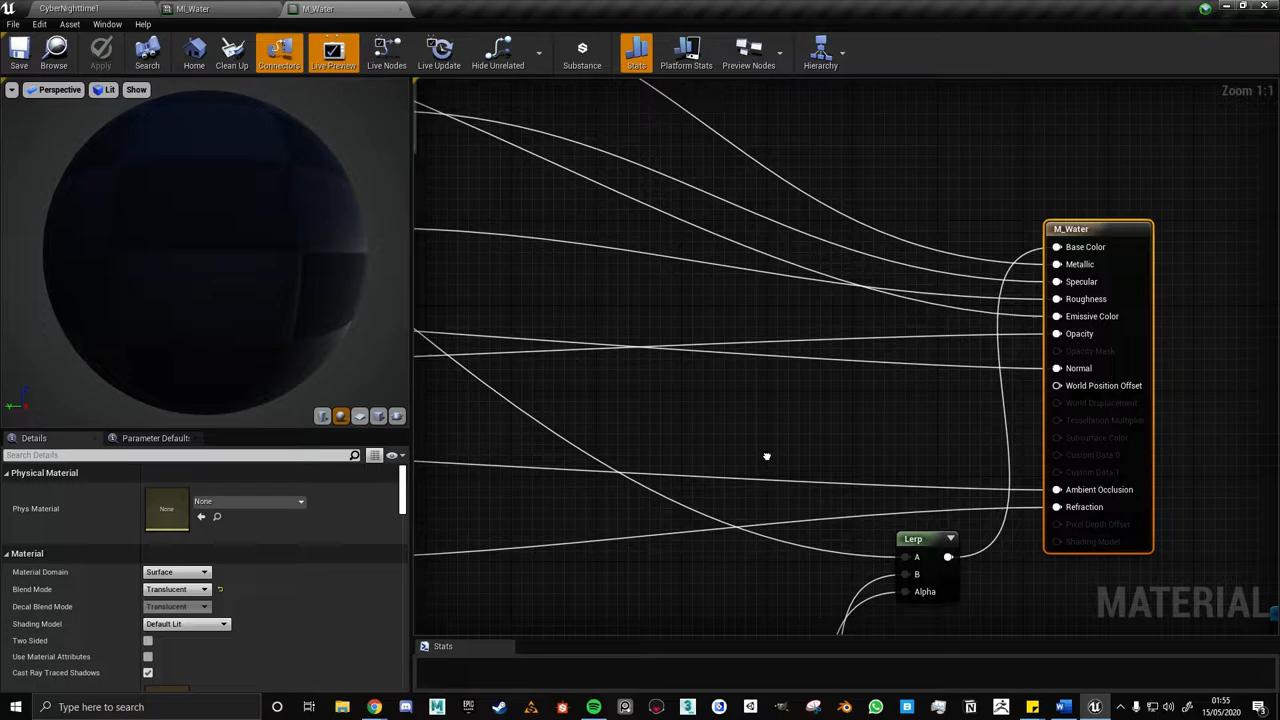 CyberNighttime1 MI_Water M_Water
File Edit Asset Window Help
Save Browse Apply Search Home Clean Up Connectors Live Preview Live Nodes Live Update Hide Unrelated Substance Stats Platform Stats Preview Nodes Hierarchy
Perspective Lit Show
Zoom 1:1
M_Water
Base Color
Metallic
Specular
Roughness
Emissive Color
Opacity
Opacity Mask
Normal
World Position Offset
World Displacement
Tessellation Multiplier
Subsurface Color
Custom Data 0
Custom Data 1
Ambient Occlusion
Refraction
Pixel Depth Offset
Shading Model
Lerp
A
B
Alpha
MATERIAL
Details Parameter Default:
Search Details
Physical Material
Phys Material None None
Material
Material Domain Surface
Blend Mode Translucent
Decal Blend Mode Translucent
Shading Model Default Lit
Two Sided
Use Material Attributes
Cast Ray Traced Shadows
Stats
Type here to search
01:55
15/05/2020